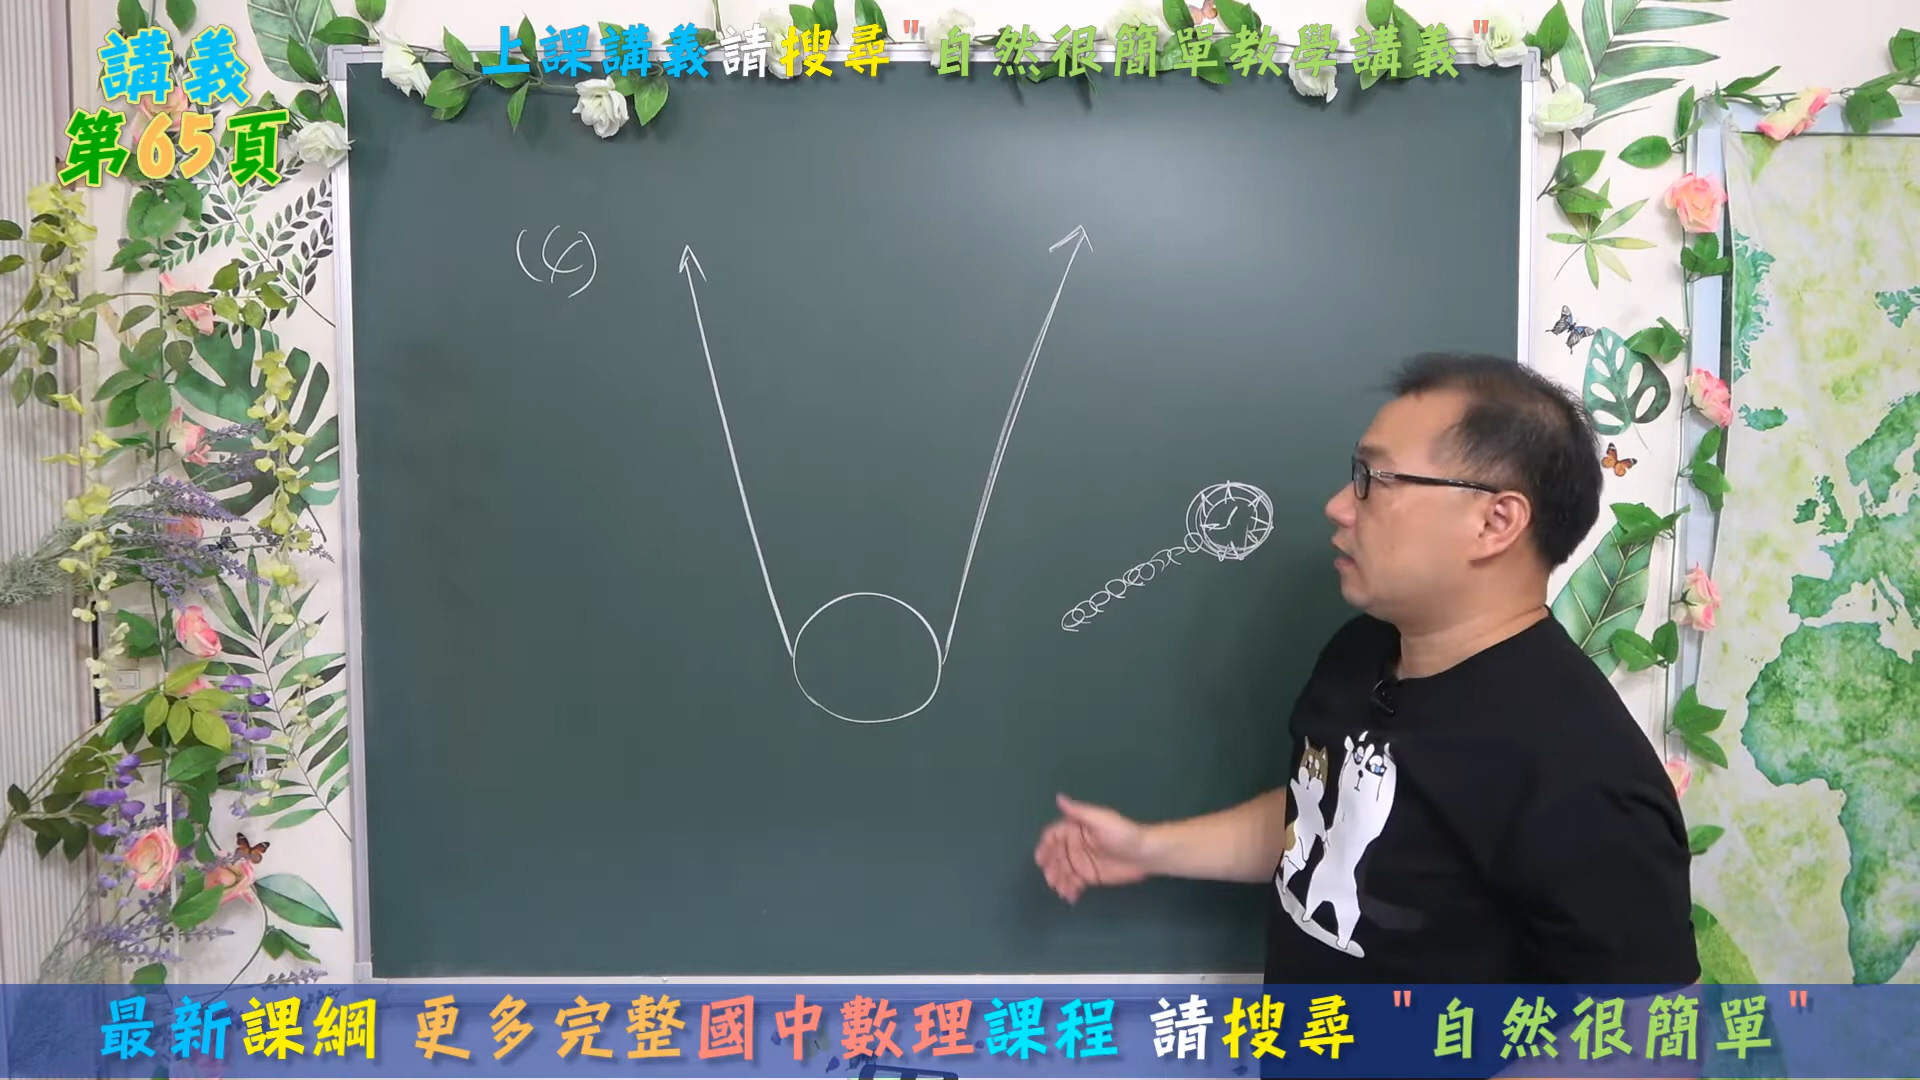 上課講義請搜尋"自然很簡單教學講義"
講義
第65頁
(4)
最新課綱 更多完整國中數理課程 請搜尋 "自然很簡單"